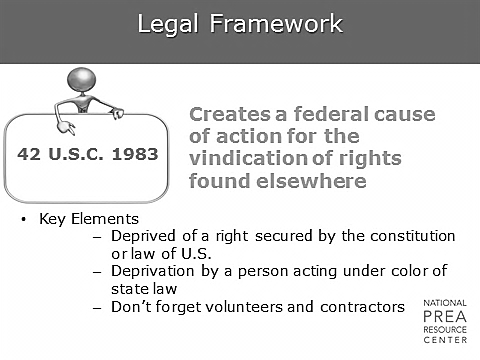 Legal Framework
42 U.S.C. 1983
Creates a federal cause
of action for the
vindication of rights
found elsewhere
• Key Elements
– Deprived of a right secured by the constitution
or law of U.S.
– Deprivation by a person acting under color of
state law
– Don't forget volunteers and contractors
NATIONAL
PREA
RESOURCE
CENTER